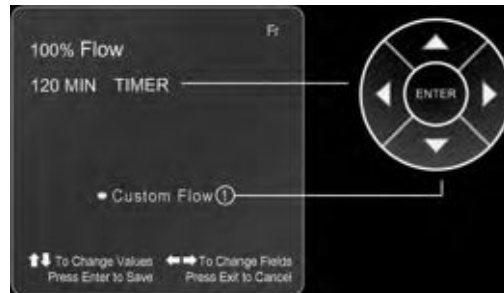 Fr
100% Flow
120 MIN TIMER
ENTER
Custom Flow ①
⬆⬇ To Change Values ⬅➡ To Change Fields
Press Enter to Save Press Exit to Cancel